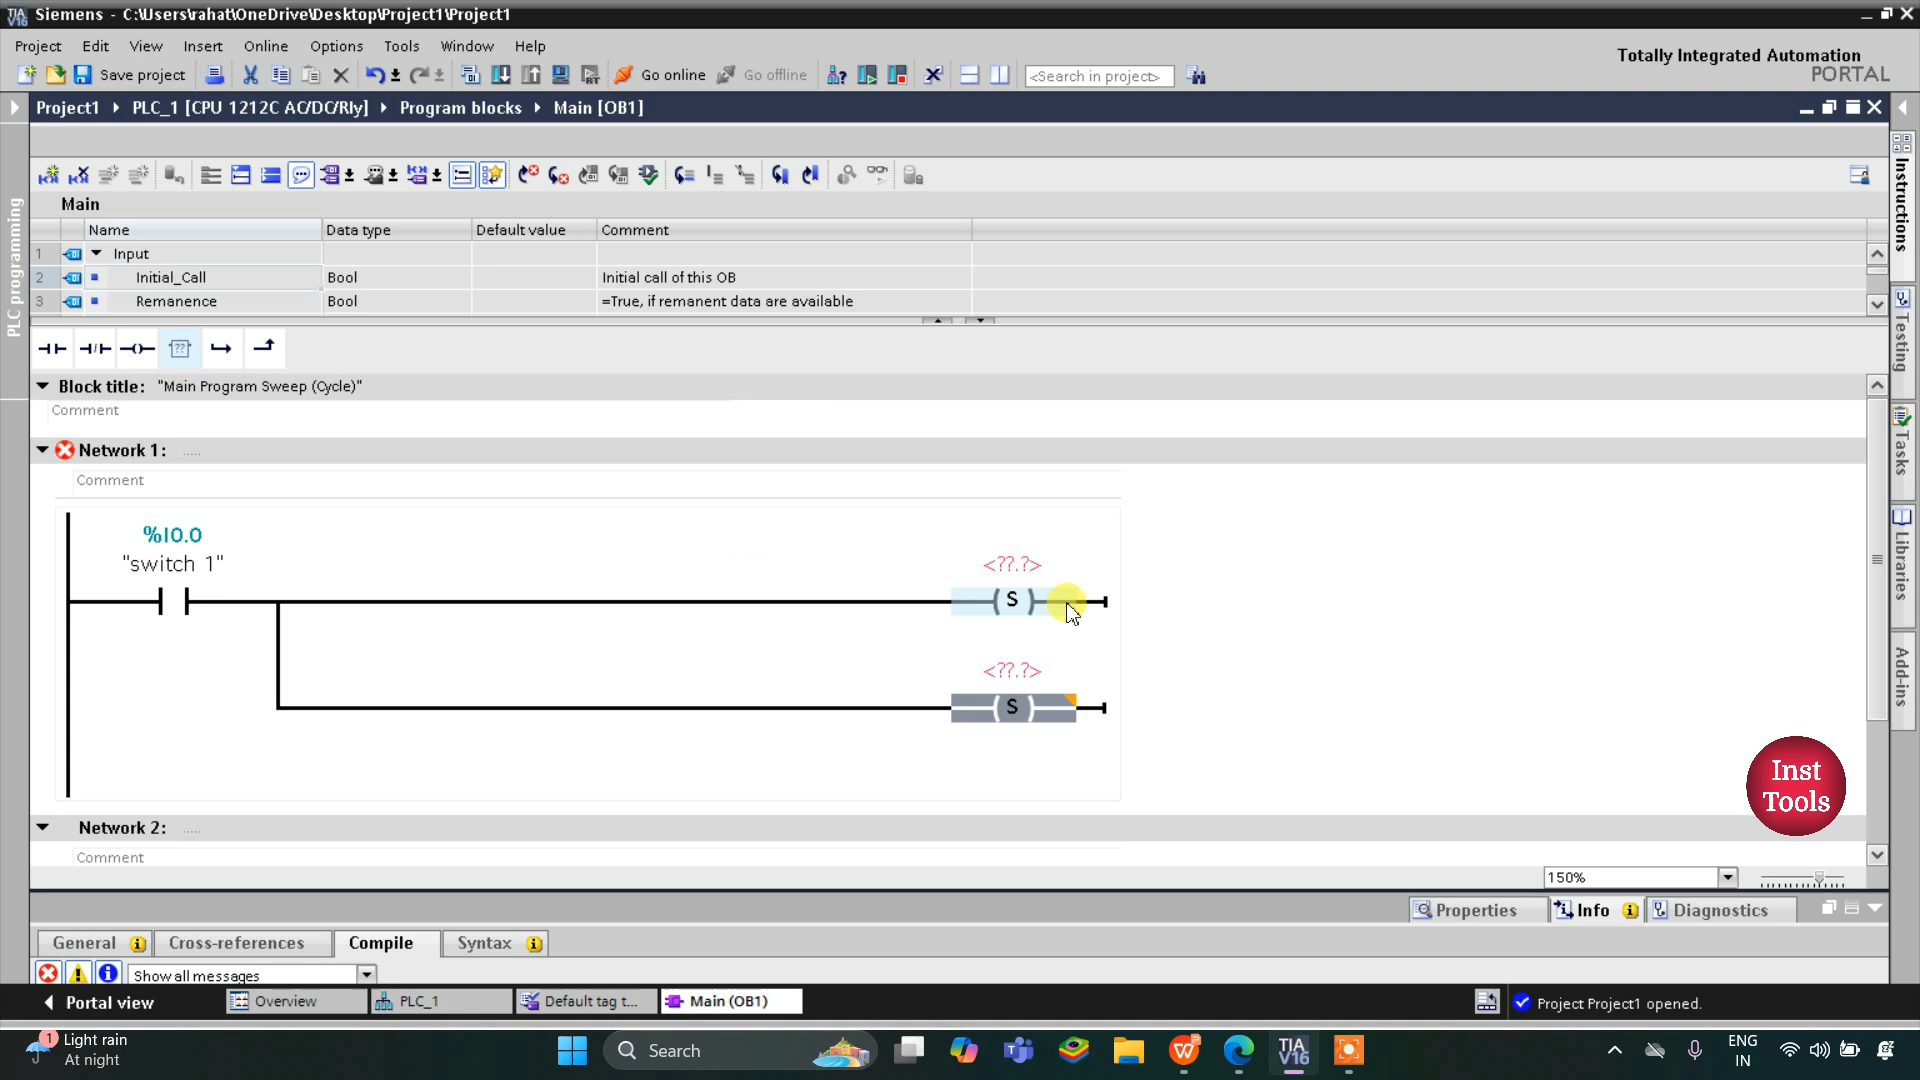 Siemens - C:\Users\rahat\OneDrive\Desktop\Project1\Project1
Project Edit View Insert Online Options Tools Window Help
Totally Integrated Automation
PORTAL
Save project Go online Go offline <Search in project>
Project1 PLC_1 [CPU 1212C AC/DC/Rly] Program blocks Main [OB1]
Main
Name Data type Default value Comment
1 Input
2 Initial_Call Bool Initial call of this OB
3 Remanence Bool =True, if remanent data are available
Block title: "Main Program Sweep (Cycle)"
Comment
Network 1: .....
Comment
%I0.0
"switch 1"
<??.?>
S
<??.?>
S
Network 2: .....
Comment
150%
Properties Info Diagnostics
General Cross-references Compile Syntax
Show all messages
Portal view Overview PLC_1 Default tag t... Main (OB1) Project Project1 opened.
PLC programming
Instructions
Testing
Tasks
Libraries
Add-ins
Inst
Tools
1 Light rain
At night
Search
TIA
V16
ENG
IN